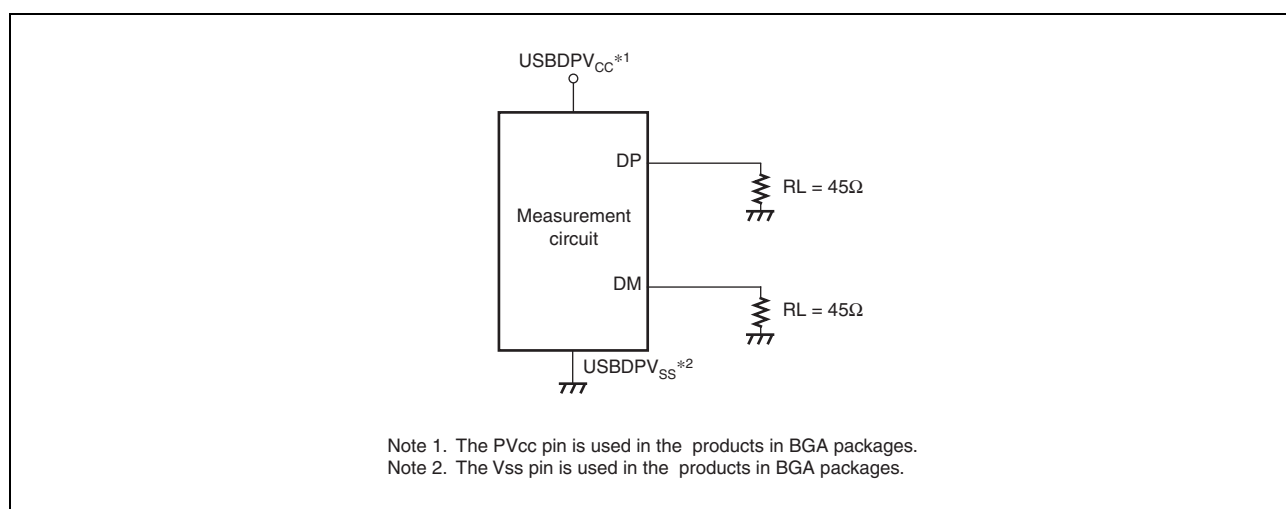 USBDPVCC*1
DP
RL = 45Ω
Measurement
circuit
DM
RL = 45Ω
USBDPVSS*2
Note 1. The PVcc pin is used in the products in BGA packages.
Note 2. The Vss pin is used in the products in BGA packages.